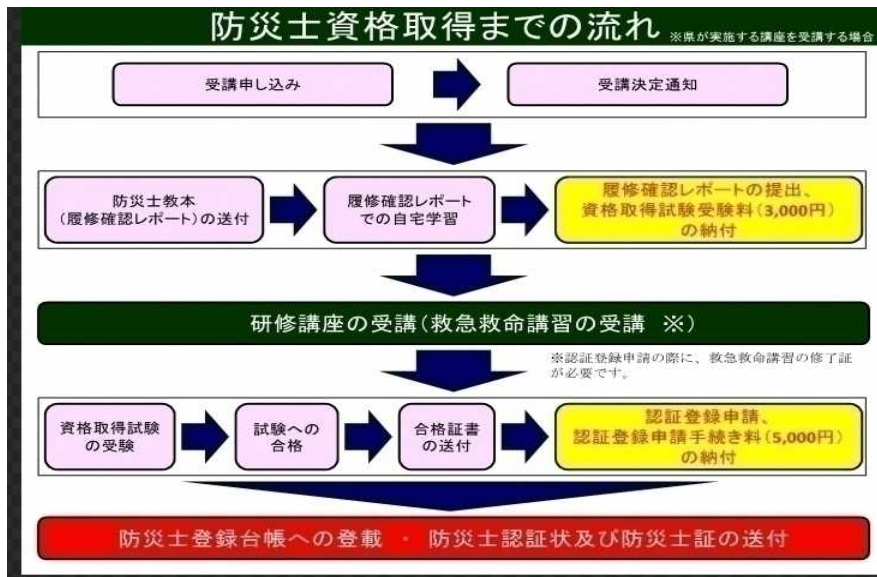 防災士資格取得までの流れ ※県が実施する講座を受講する場合
受講申し込み
受講決定通知
防災士教本
(履修確認レポート)の送付
履修確認レポート
での自宅学習
履修確認レポートの提出、
資格取得試験受験料(3,000円)
の納付
研修講座の受講(救急救命講習の受講 ※)
※認証登録申請の際に、救急救命講習の修了証
が必要です。
資格取得試験
の受験
試験への
合格
合格証書
の送付
認証登録申請、
認証登録申請手続き料(5,000円)
の納付
防災士登録台帳への登載 ・ 防災士認証状及び防災士証の送付